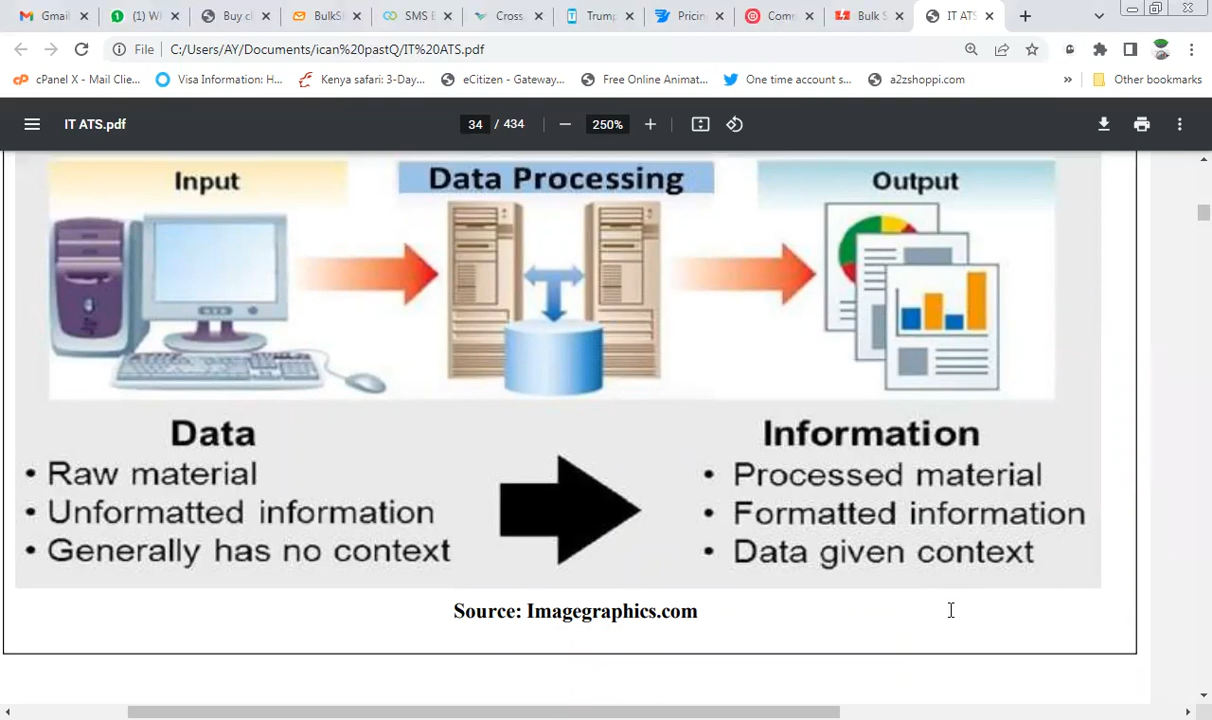 Gmail
(1) WI
Buy cl
BulkSI
SMS E
Cross
Trump
Pricin
Com
Bulk S
IT ATS
File
C:/Users/AY/Documents/ican%20pastQ/IT%20ATS.pdf
cPanel X - Mail Clie...
Visa Information: H...
Kenya safari: 3-Day...
eCitizen - Gateway...
Free Online Animat...
One time account s...
a2zshoppi.com
»
Other bookmarks
IT ATS.pdf
34 / 434
250%
Input
Data Processing
Output
Data
• Raw material
• Unformatted information
• Generally has no context
Information
• Processed material
• Formatted information
• Data given context
Source: Imagegraphics.com